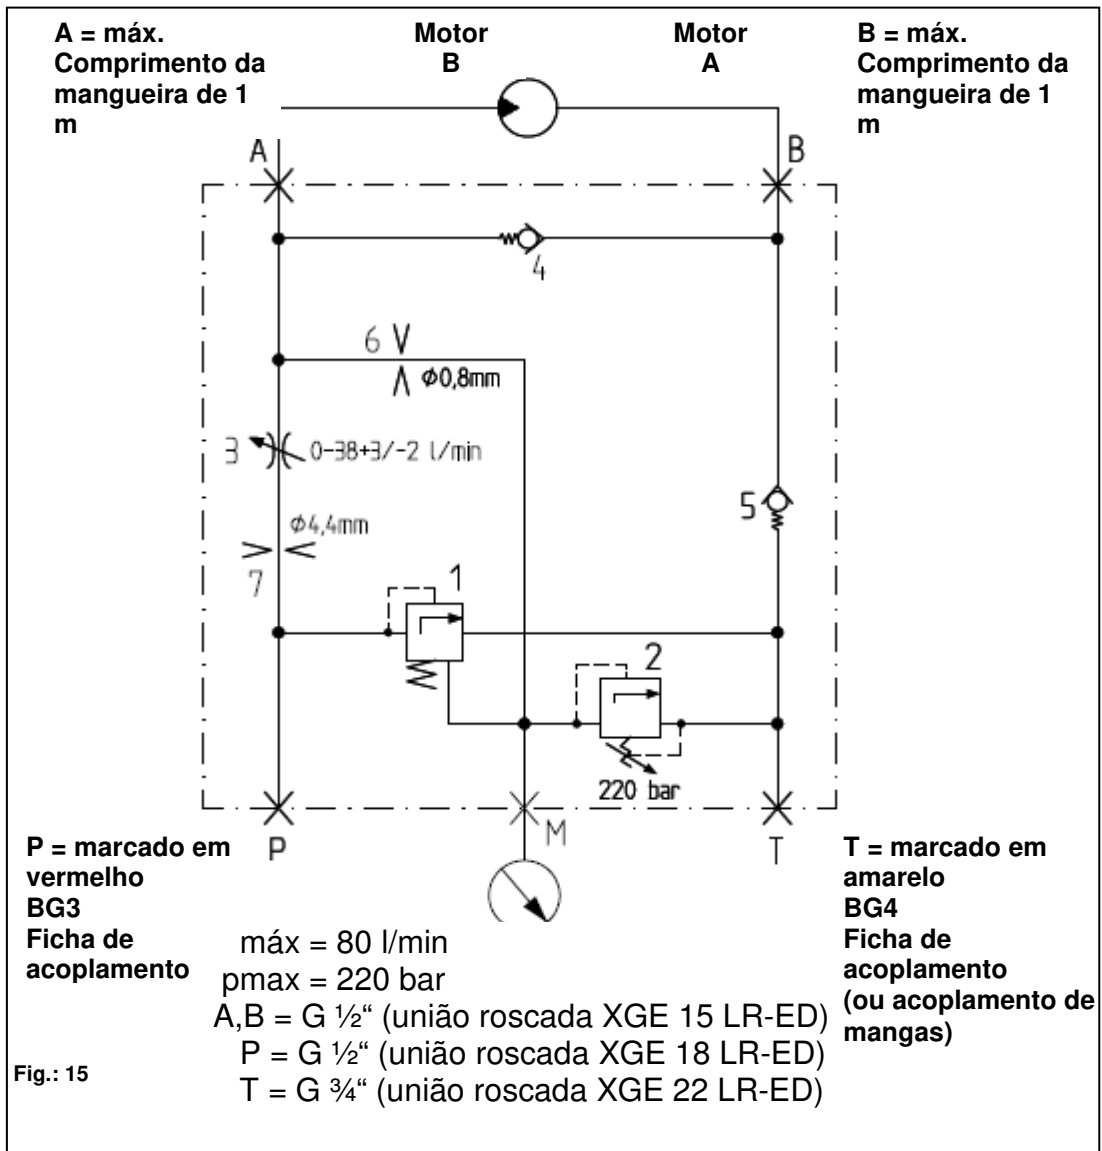 A = máx.
Comprimento da
mangueira de 1
m
Motor
B
Motor
A
B = máx.
Comprimento da
mangueira de 1
m
A
B
4
6
ϕ0,8mm
3
0-38+3/-2 l/min
5
ϕ4,4mm
7
1
2
220 bar
P
M
T
P = marcado em
vermelho
BG3
Ficha de
acoplamento
T = marcado em
amarelo
BG4
Ficha de
acoplamento
(ou acoplamento de
mangas)
máx = 80 l/min
pmax = 220 bar
A,B = G ½“ (união roscada XGE 15 LR-ED)
P = G ½“ (união roscada XGE 18 LR-ED)
T = G ¾“ (união roscada XGE 22 LR-ED)
Fig.: 15